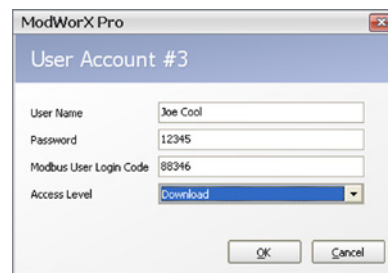 ModWorX Pro
User Account #3
User Name Joe Cool
Password 12345
Modbus User Login Code 88346
Access Level Download
OK Cancel